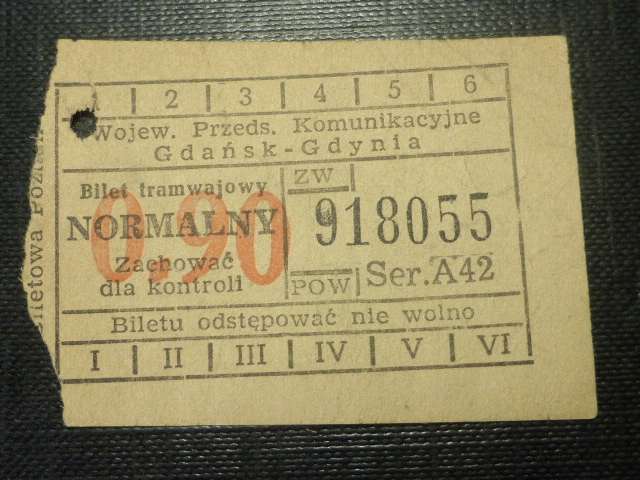 1 | 2 | 3 | 4 | 5 | 6
Wojew. Przeds. Komunikacyjne
Gdańsk-Gdynia
Bilet tramwajowy
NORMALNY
0.90
Zachować
dla kontroli
ZW
918055
POW
Ser.A42
Biletu odstępować nie wolno
I | II | III | IV | V | VI